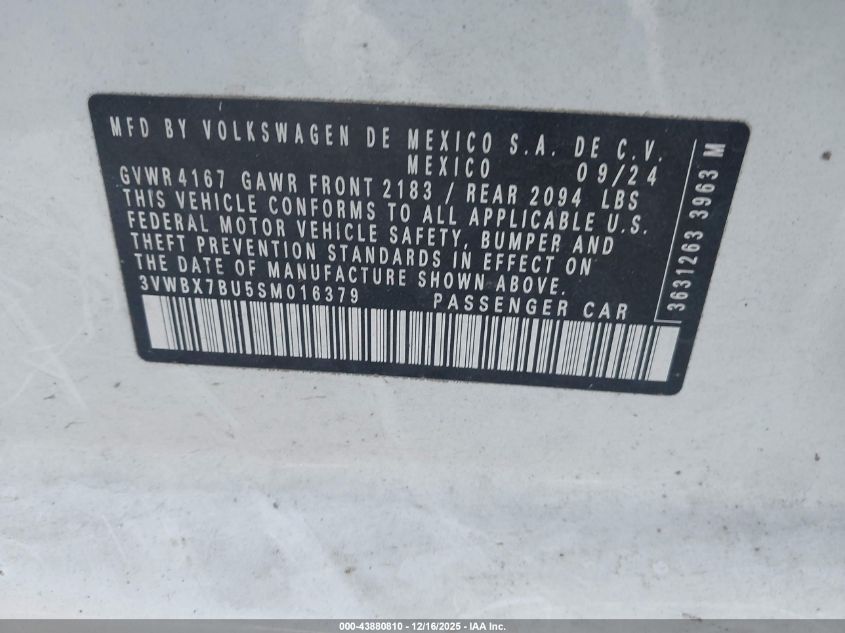 MFD BY VOLKSWAGEN DE MEXICO S.A. DE C.V.
MEXICO 09/24
GVWR 4167 GAWR FRONT 2183 / REAR 2094 LBS
THIS VEHICLE CONFORMS TO ALL APPLICABLE U.S.
FEDERAL MOTOR VEHICLE SAFETY, BUMPER AND
THEFT PREVENTION STANDARDS IN EFFECT ON
THE DATE OF MANUFACTURE SHOWN ABOVE.
3VWBX7BU5SM016379 PASSENGER CAR
3631263 3963 M
000-43880810 - 12/16/2025 - IAA Inc.